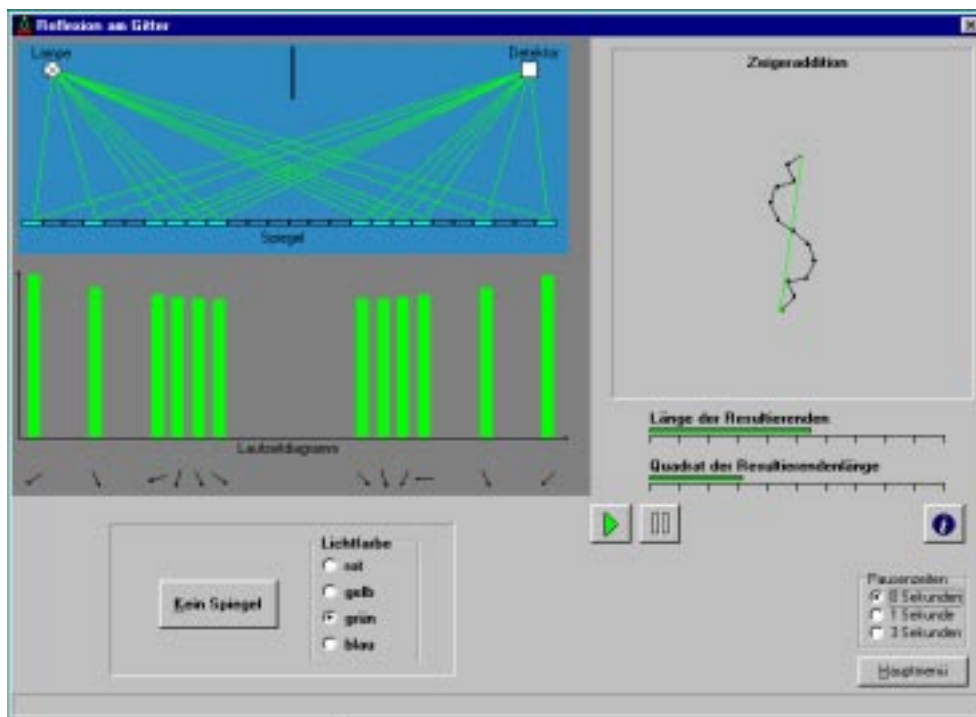 Reflexion am Gitter
Lampe
Detektor
Zeigeraddition
Spiegel
Laufzeitdiagramm
Länge der Resultierenden
Quadrat der Resultierendenlänge
Kein Spiegel
Lichtfarbe
rot
gelb
grün
blau
Pausenzeiten
0 Sekunden
1 Sekunde
3 Sekunden
Hauptmenü